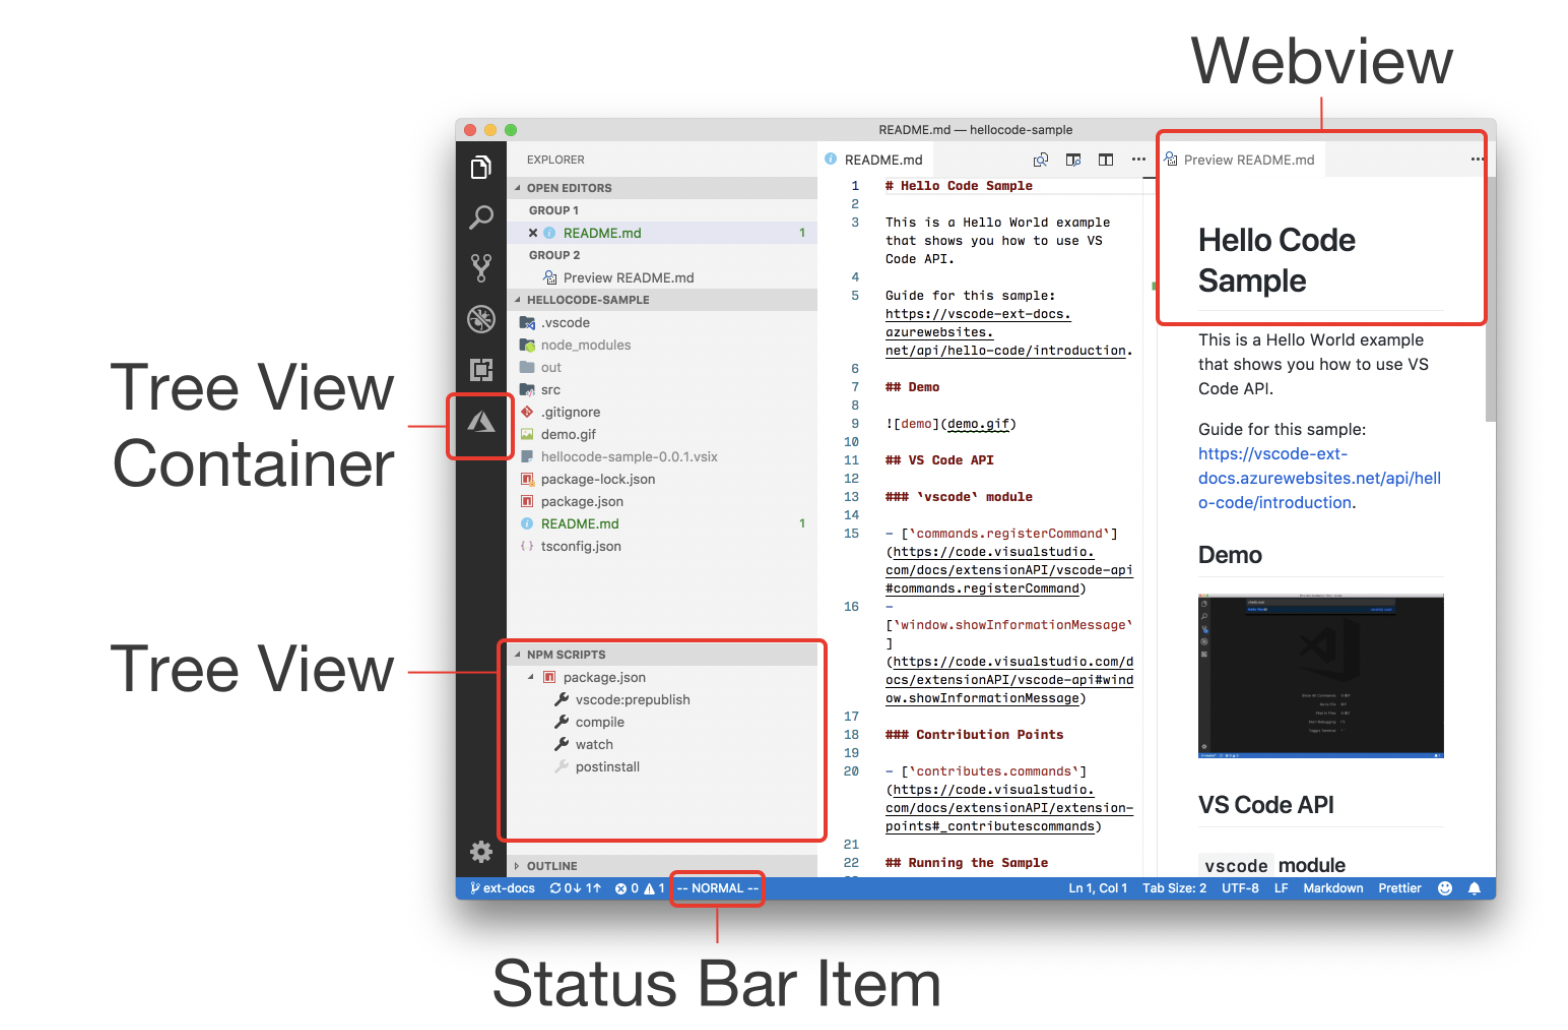 Webview
README.md — hellocode-sample
EXPLORER
OPEN EDITORS
GROUP 1
README.md 1
GROUP 2
Preview README.md
HELLOCODE-SAMPLE
.vscode
node_modules
out
src
.gitignore
demo.gif
hellocode-sample-0.0.1.vsix
package-lock.json
package.json
README.md 1
{ } tsconfig.json
NPM SCRIPTS
package.json
vscode:prepublish
compile
watch
postinstall
OUTLINE
Tree View
Container
Tree View
README.md
1 # Hello Code Sample
2
3 This is a Hello World example
that shows you how to use VS
Code API.
4
5 Guide for this sample:
https://vscode-ext-docs.
azurewebsites.
net/api/hello-code/introduction.
6
7 ## Demo
8
9 ![demo](demo.gif)
10
11 ## VS Code API
12
13 ### `vscode` module
14
15 - [`commands.registerCommand`]
(https://code.visualstudio.
com/docs/extensionAPI/vscode-api
#commands.registerCommand)
16 -
[`window.showInformationMessage`
]
(https://code.visualstudio.com/d
ocs/extensionAPI/vscode-api#wind
ow.showInformationMessage)
17
18 ### Contribution Points
19
20 - [`contributes.commands`]
(https://code.visualstudio.
com/docs/extensionAPI/extension-
points#_contributescommands)
21
22 ## Running the Sample
Preview README.md
Hello Code
Sample
This is a Hello World example
that shows you how to use VS
Code API.
Guide for this sample:
https://vscode-ext-
docs.azurewebsites.net/api/hell
o-code/introduction.
Demo
VS Code API
vscode module
ext-docs 0↓ 1↑ 0 1 -- NORMAL -- Ln 1, Col 1 Tab Size: 2 UTF-8 LF Markdown Prettier
Status Bar Item